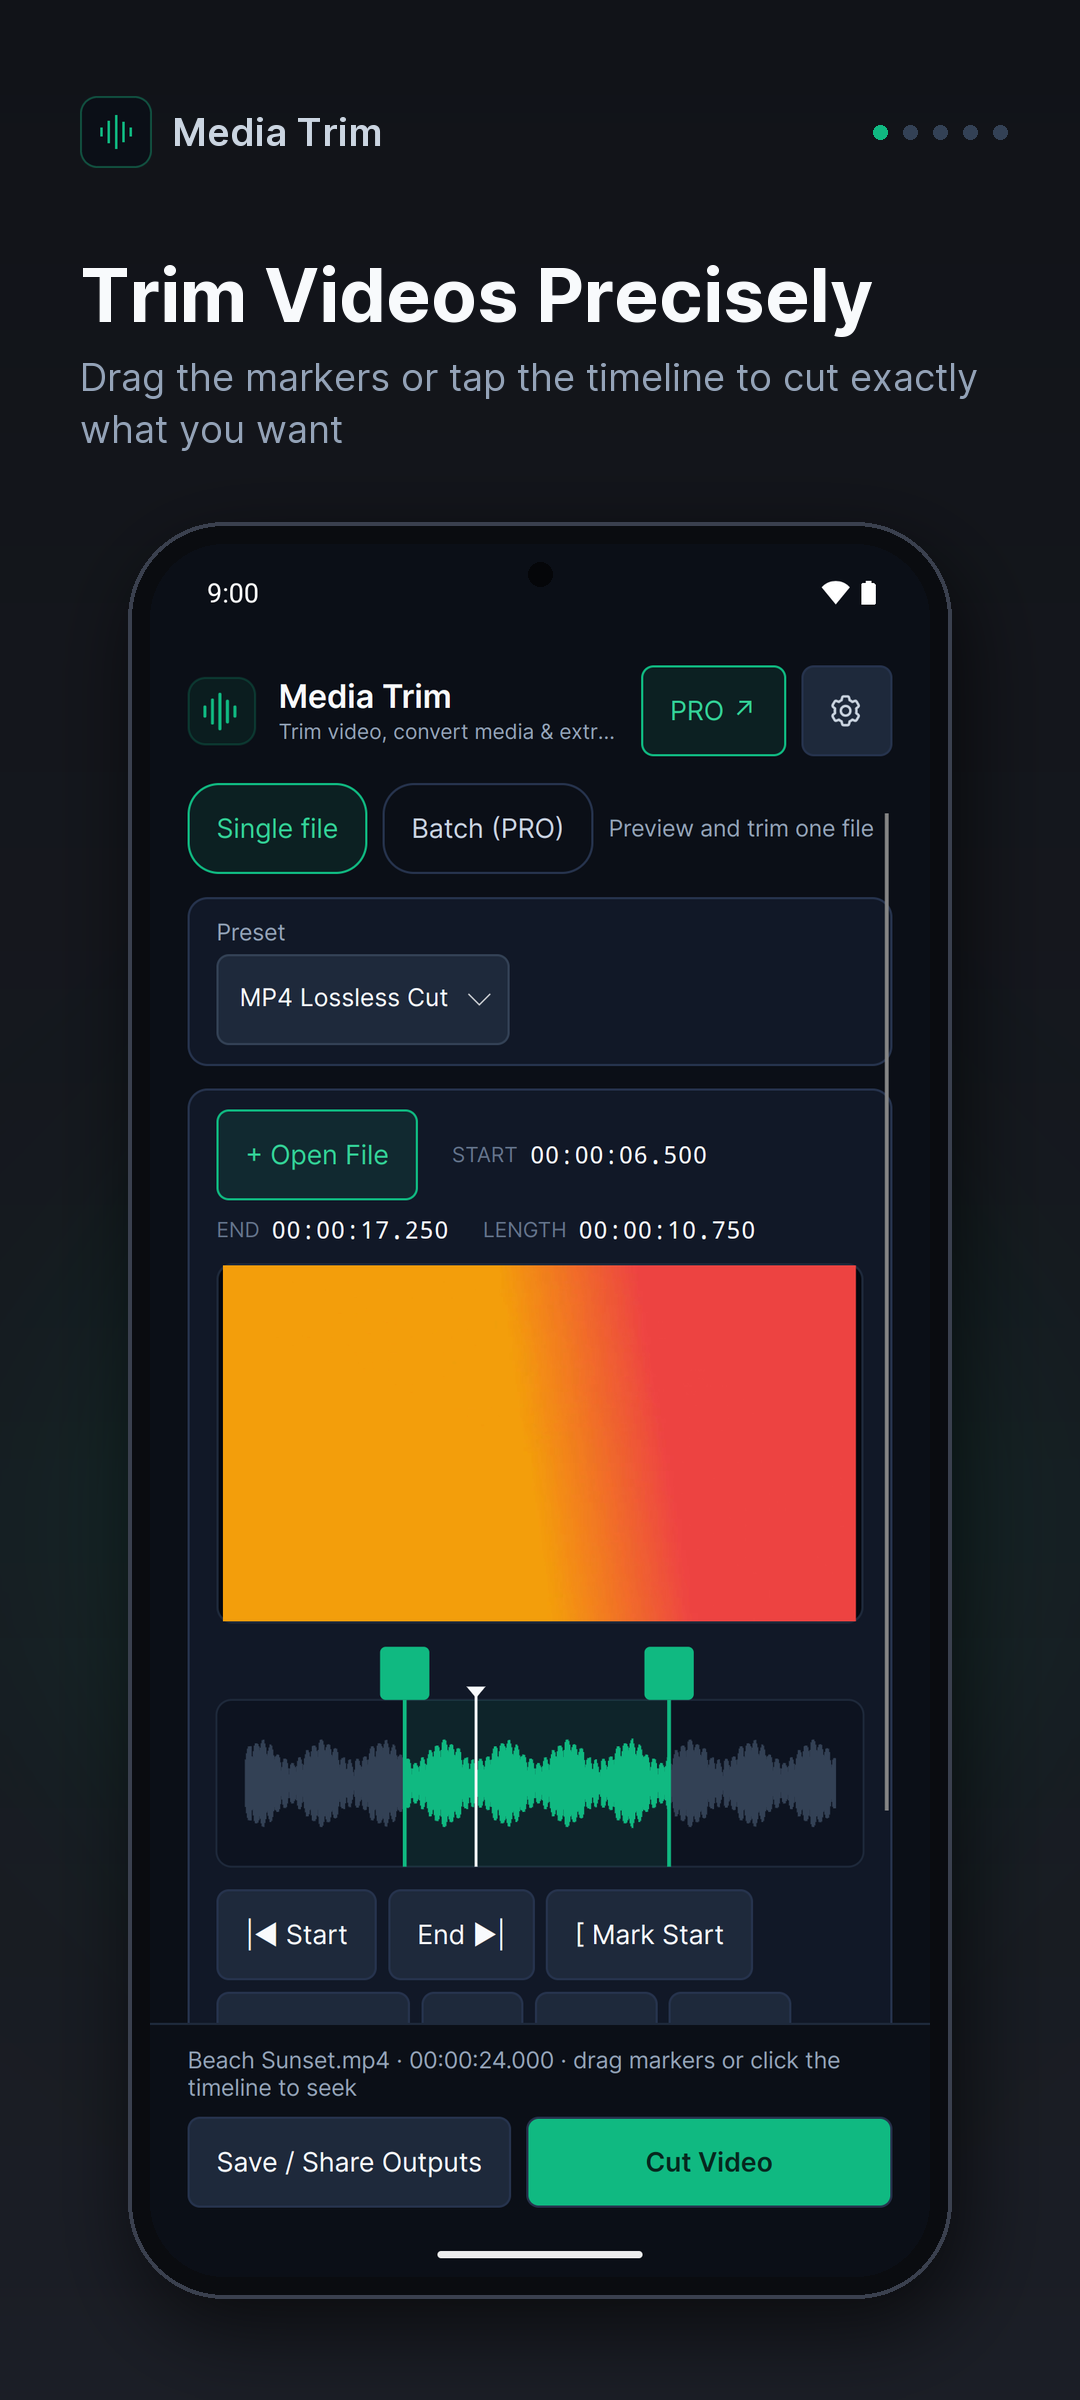 Media Trim
Trim Videos Precisely
Drag the markers or tap the timeline to cut exactly
what you want
9:00
Media Trim
PRO ↗
Trim video, convert media & extr...
Single file
Batch (PRO)
Preview and trim one file
Preset
MP4 Lossless Cut
+ Open File
START 00:00:06.500
END 00:00:17.250
LENGTH 00:00:10.750
|◀ Start
End ▶|
[ Mark Start
Beach Sunset.mp4 · 00:00:24.000 · drag markers or click the
timeline to seek
Save / Share Outputs
Cut Video